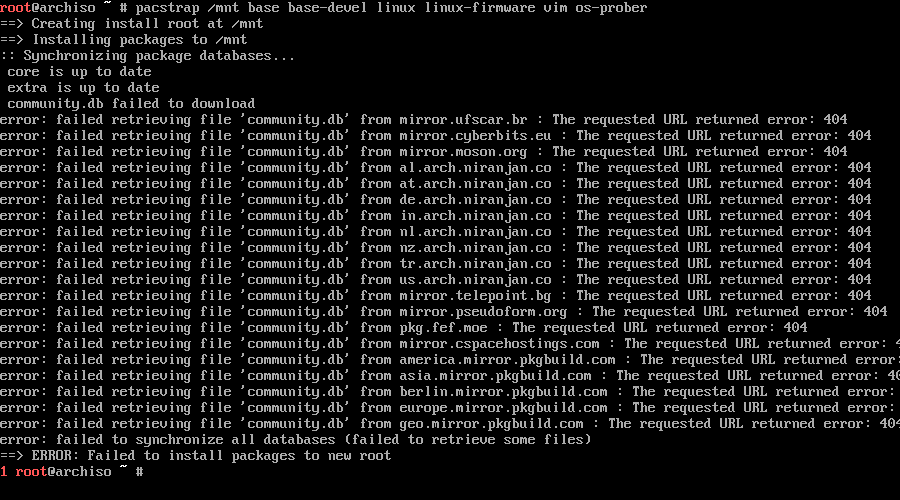 root@archiso ~ # pacstrap /mnt base base-devel linux linux-firmware vim os-prober
==> Creating install root at /mnt
==> Installing packages to /mnt
:: Synchronizing package databases...
 core is up to date
 extra is up to date
 community.db failed to download
error: failed retrieving file 'community.db' from mirror.ufscar.br : The requested URL returned error: 404
error: failed retrieving file 'community.db' from mirror.cyberbits.eu : The requested URL returned error: 404
error: failed retrieving file 'community.db' from mirror.moson.org : The requested URL returned error: 404
error: failed retrieving file 'community.db' from al.arch.niranjan.co : The requested URL returned error: 404
error: failed retrieving file 'community.db' from at.arch.niranjan.co : The requested URL returned error: 404
error: failed retrieving file 'community.db' from de.arch.niranjan.co : The requested URL returned error: 404
error: failed retrieving file 'community.db' from in.arch.niranjan.co : The requested URL returned error: 404
error: failed retrieving file 'community.db' from nl.arch.niranjan.co : The requested URL returned error: 404
error: failed retrieving file 'community.db' from nz.arch.niranjan.co : The requested URL returned error: 404
error: failed retrieving file 'community.db' from tr.arch.niranjan.co : The requested URL returned error: 404
error: failed retrieving file 'community.db' from us.arch.niranjan.co : The requested URL returned error: 404
error: failed retrieving file 'community.db' from mirror.telepoint.bg : The requested URL returned error: 404
error: failed retrieving file 'community.db' from mirror.pseudoform.org : The requested URL returned error: 404
error: failed retrieving file 'community.db' from pkg.fef.moe : The requested URL returned error: 404
error: failed retrieving file 'community.db' from mirror.cspacehostings.com : The requested URL returned error: 4
error: failed retrieving file 'community.db' from america.mirror.pkgbuild.com : The requested URL returned error:
error: failed retrieving file 'community.db' from asia.mirror.pkgbuild.com : The requested URL returned error: 40
error: failed retrieving file 'community.db' from berlin.mirror.pkgbuild.com : The requested URL returned error:
error: failed retrieving file 'community.db' from europe.mirror.pkgbuild.com : The requested URL returned error:
error: failed retrieving file 'community.db' from geo.mirror.pkgbuild.com : The requested URL returned error: 404
error: failed to synchronize all databases (failed to retrieve some files)
==> ERROR: Failed to install packages to new root
1 root@archiso ~ #